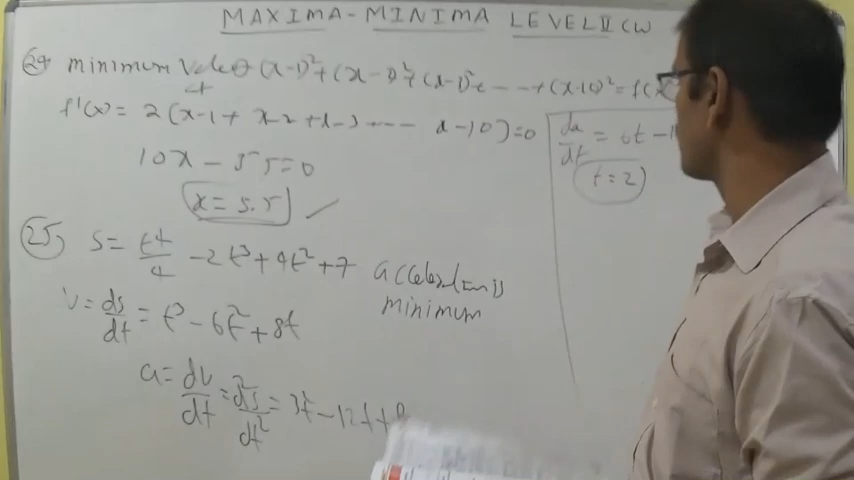 MAXIMA-MINIMA LEVEL II CW
24) minimum Value of (x-1)²+(x-2)²+(x-3)²+ ---- +(x-10)²=f(x
f'(x) = 2(x-1 + x-2 + x-3 ---- x-10)=0
10x - 55=0
x = 5.5
25) S = t⁴/4 -2t³+4t²+7 acceleration is
minimum
v = ds/dt = t³ - 6t² + 8t
a = dv/dt = d²s/dt² = 3t² - 12t + 8
da/dt = 6t - 1
t = 2